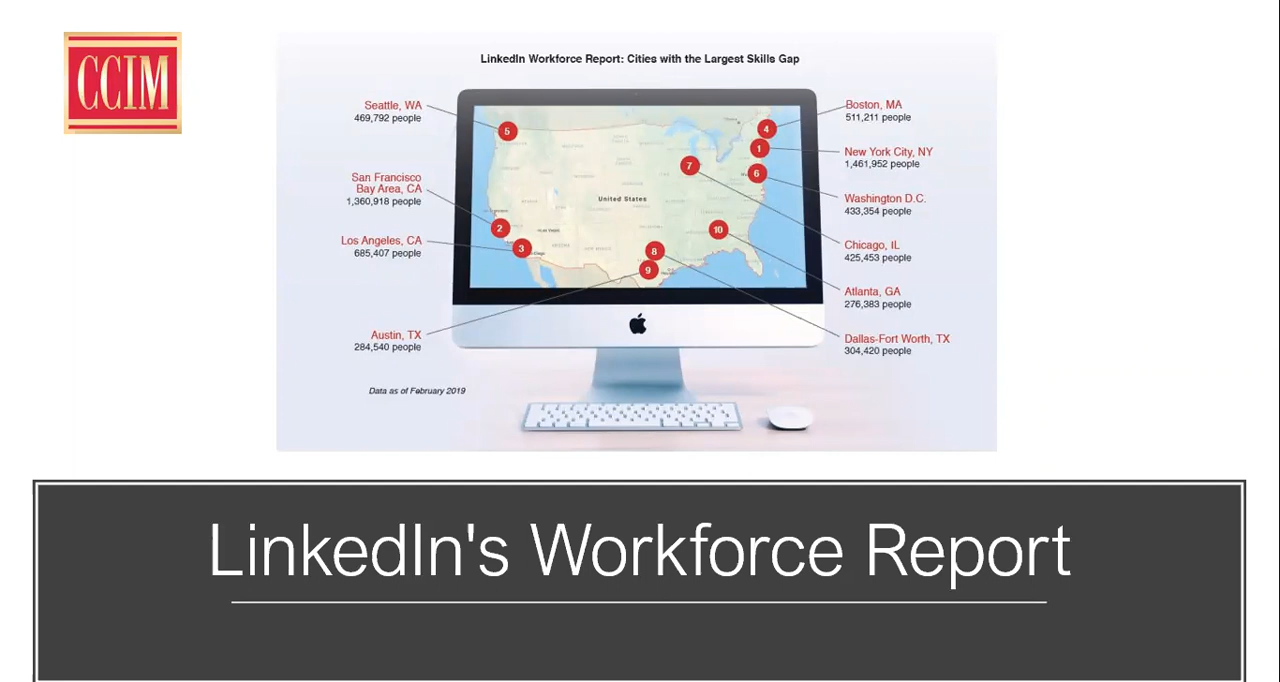 CCIM
LinkedIn Workforce Report: Cities with the Largest Skills Gap
Seattle, WA
469,792 people
San Francisco
Bay Area, CA
1,360,918 people
Los Angeles, CA
685,407 people
Austin, TX
284,540 people
Boston, MA
511,211 people
New York City, NY
1,461,952 people
Washington D.C.
433,354 people
Chicago, IL
425,453 people
Atlanta, GA
276,383 people
Dallas-Fort Worth, TX
304,420 people
5
4
1
7
6
United States
2
10
3
8
9
Data as of February 2019
LinkedIn's Workforce Report